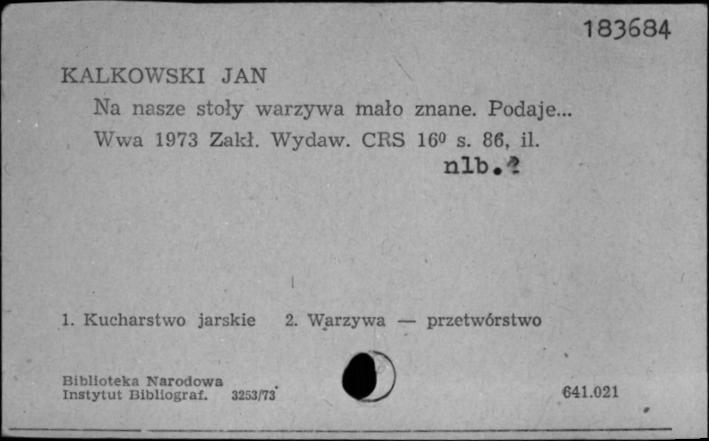 183684
KALKOWSKI JAN
Na nasze stoły warzywa mało znane. Podaje...
Wwa 1973 Zakł. Wydaw. CRS 16⁰ s. 86, il.
nlb.
1. Kucharstwo jarskie 2. Warzywa — przetwórstwo
Biblioteka Narodowa
Instytut Bibliograf. 3253/73
641.021